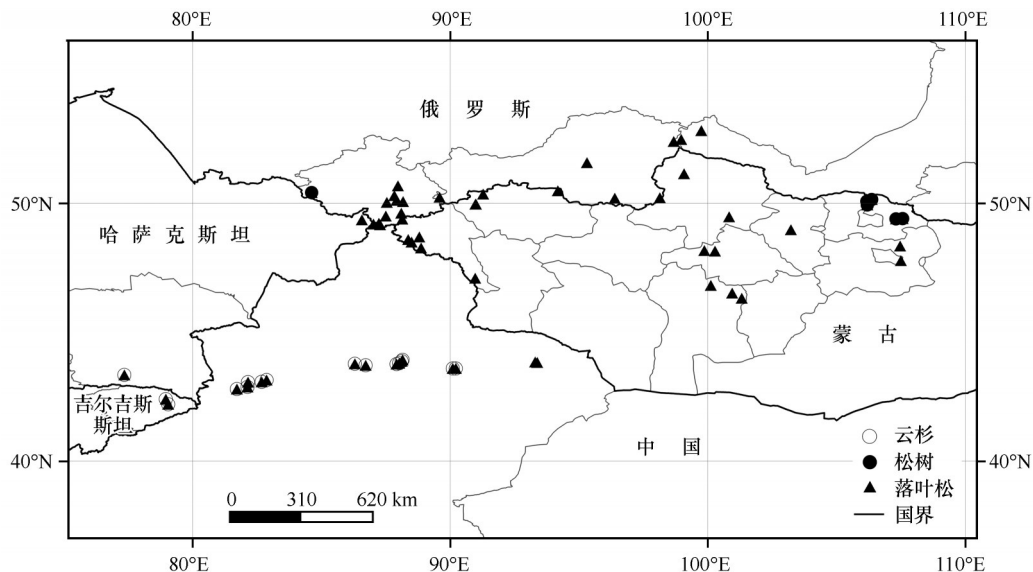 80°E 90°E 100°E 110°E
俄 罗 斯
50°N 50°N
哈 萨 克 斯 坦
蒙 古
吉尔吉斯
斯坦
中 国
云杉
松树
落叶松
国界
40°N 40°N
0 310 620 km
80°E 90°E 100°E 110°E